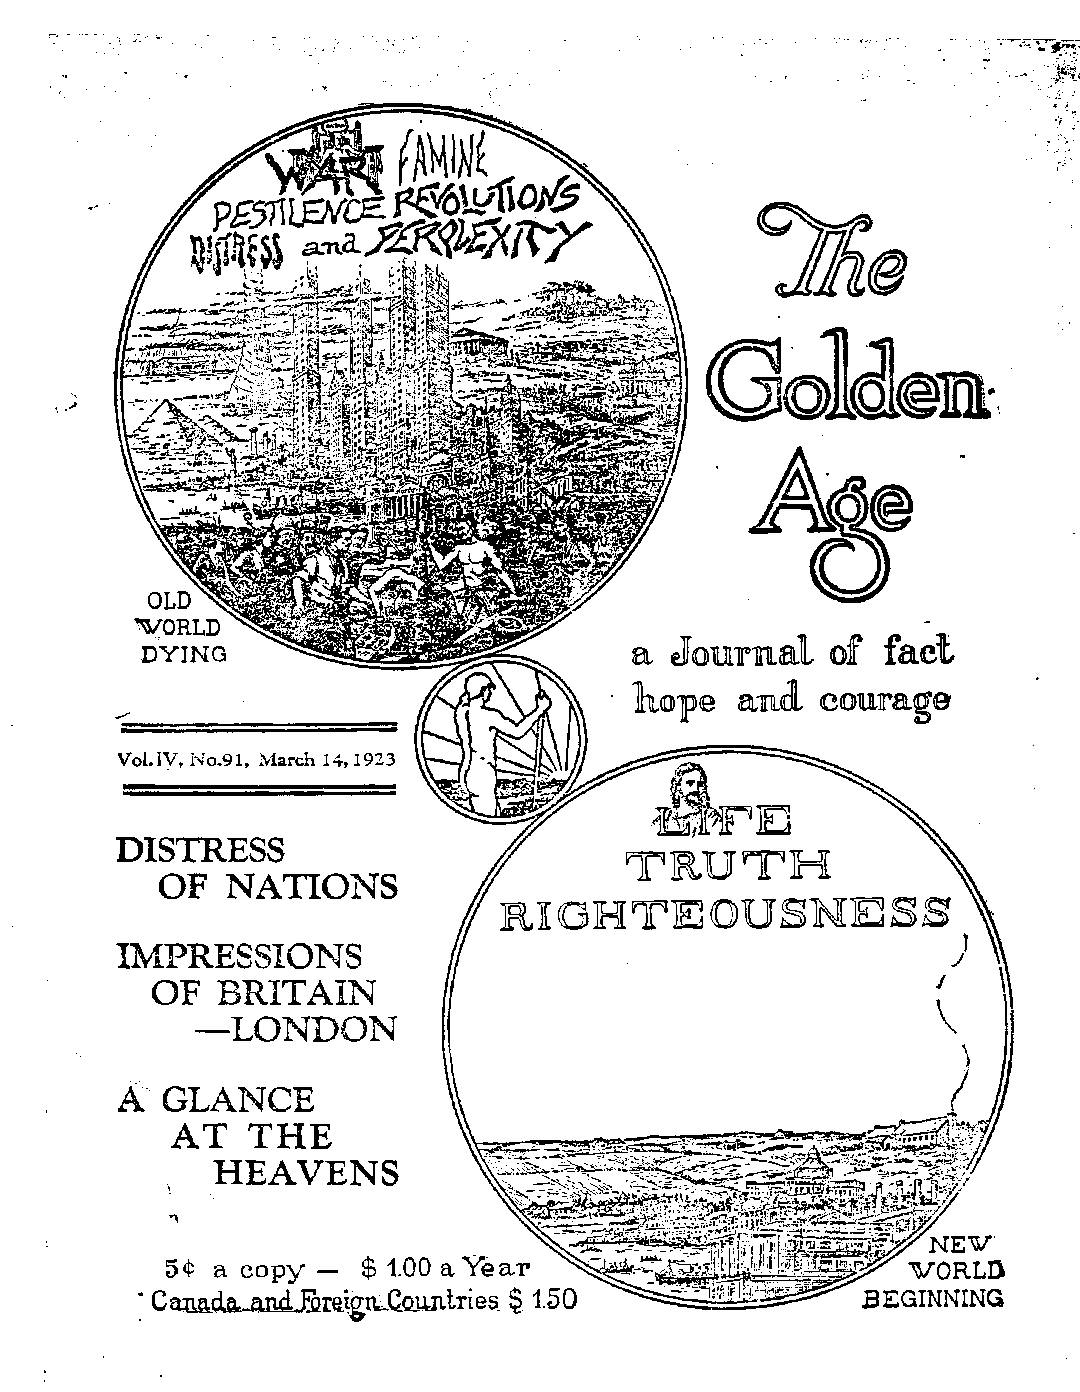 WAR FAMINE
PESTILENCE REVOLUTIONS
DISTRESS and PERPLEXITY
The
Golden
Age
OLD
WORLD
DYING
a Journal of fact
hope and courage
Vol. IV, No. 91, March 14, 1923
LIFE
TRUTH
RIGHTEOUSNESS
DISTRESS
OF NATIONS
IMPRESSIONS
OF BRITAIN
—LONDON
A GLANCE
AT THE
HEAVENS
NEW
WORLD
BEGINNING
5¢ a copy — $ 1.00 a Year
Canada and Foreign Countries $ 1.50